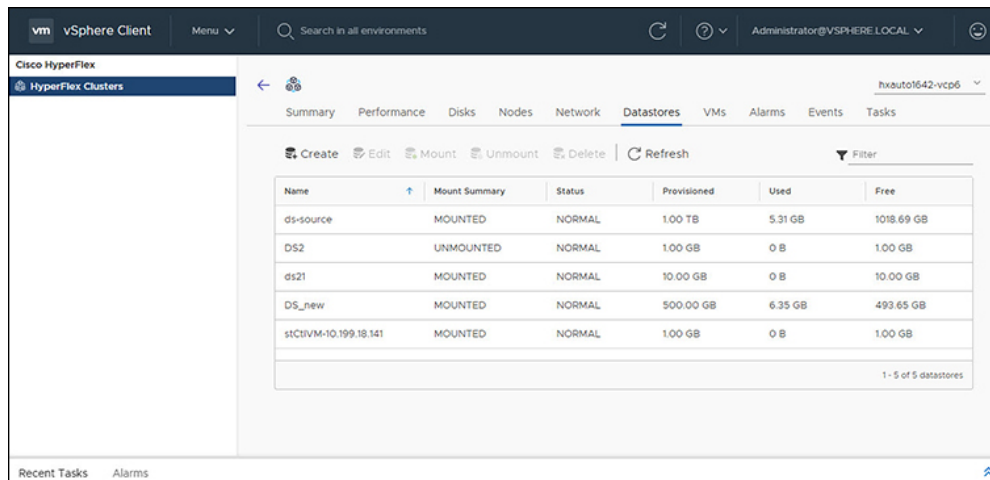 vm vSphere Client Menu Search in all environments Administrator@VSPHERE.LOCAL
Cisco HyperFlex
HyperFlex Clusters
hxauto1642-vcp6
Summary Performance Disks Nodes Network Datastores VMs Alarms Events Tasks
Create Edit Mount Unmount Delete Refresh Filter
Name Mount Summary Status Provisioned Used Free
ds-source MOUNTED NORMAL 1.00 TB 5.31 GB 1018.69 GB
DS2 UNMOUNTED NORMAL 1.00 GB 0 B 1.00 GB
ds21 MOUNTED NORMAL 10.00 GB 0 B 10.00 GB
DS_new MOUNTED NORMAL 500.00 GB 6.35 GB 493.65 GB
stCtlVM-10.199.18.141 MOUNTED NORMAL 1.00 GB 0 B 1.00 GB
1 - 5 of 5 datastores
Recent Tasks Alarms